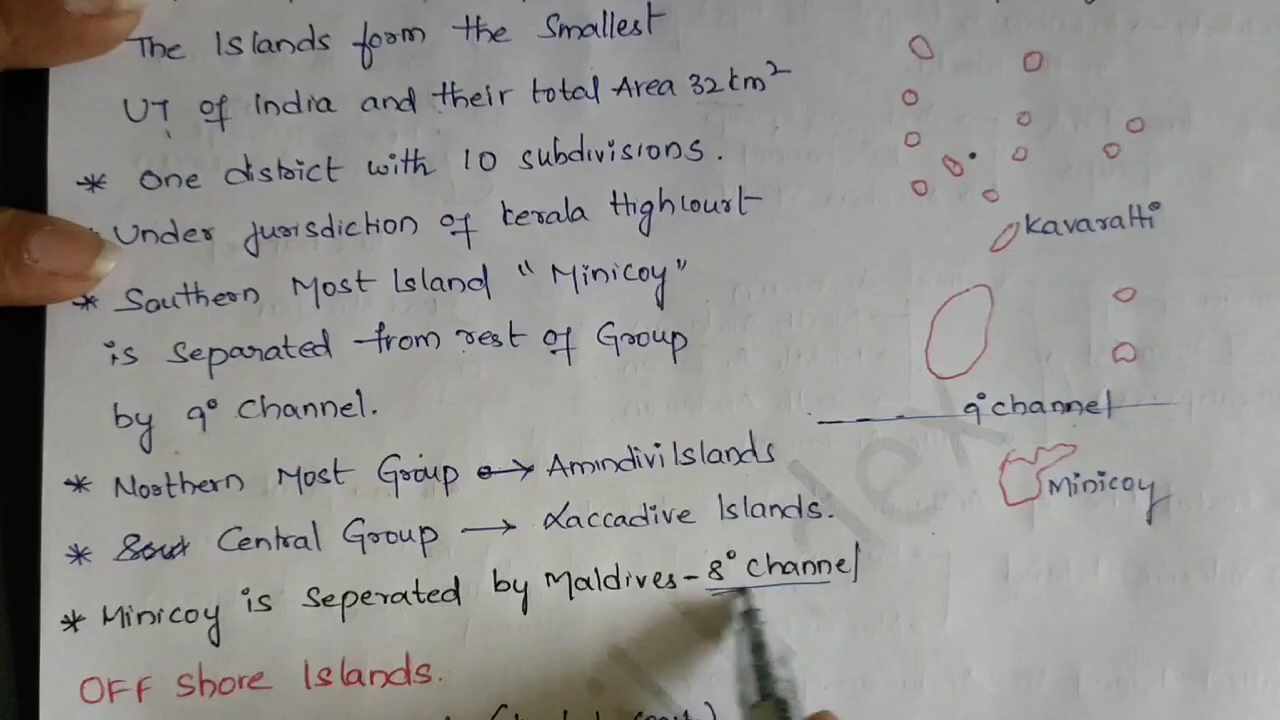 The Islands form the Smallest
UT of India and their total Area 32 km²
* One district with 10 subdivisions.
Under Jurisdiction of Kerala Highcourt
* Southern Most Island "Minicoy"
is separated from rest of Group
by 9° Channel.
* Northern Most Group → Amindivi Islands
* Central Group → Laccadive Islands.
* Minicoy is Seperated by Maldives - 8° Channel
OFF Shore Islands.
Kavaratti
9° channel
Minicoy